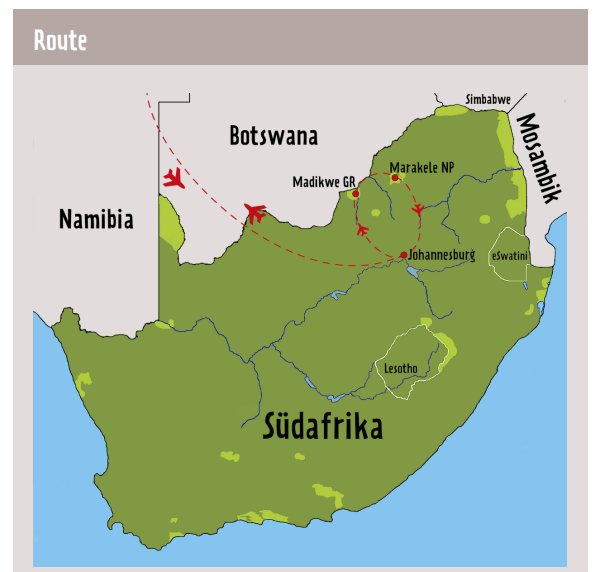 Route
Simbabwe
Mosambik
Botswana
Marakele NP
Madikwe GR
Namibia
Johannesburg
eSwatini
Lesotho
Südafrika